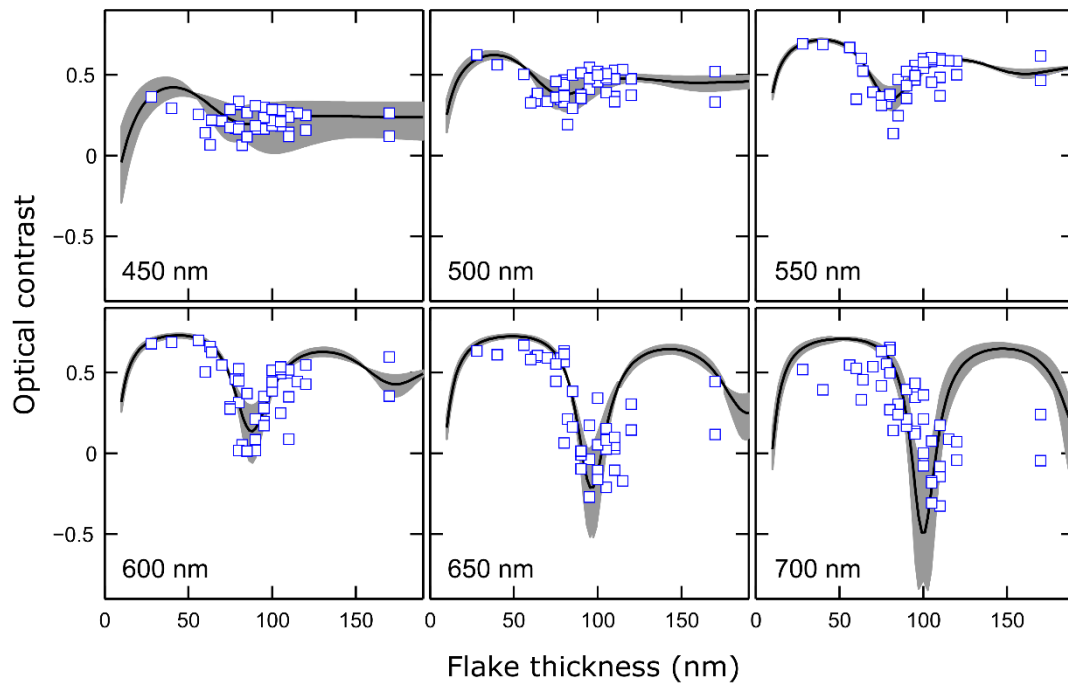 Optical contrast
0.5
0
−0.5
450 nm
500 nm
550 nm
0.5
0
−0.5
600 nm
650 nm
700 nm
0 50 100 150 0 50 100 150 0 50 100 150
Flake thickness (nm)